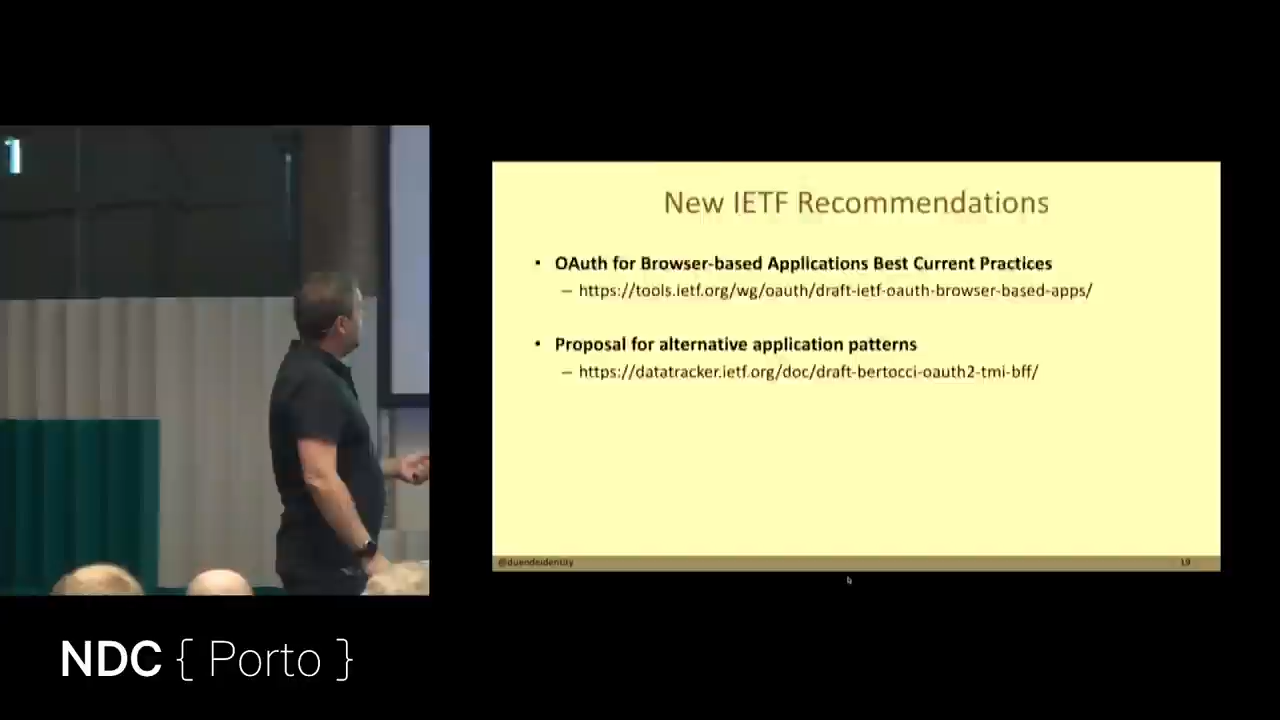 New IETF Recommendations
• OAuth for Browser-based Applications Best Current Practices
– https://tools.ietf.org/wg/oauth/draft-ietf-oauth-browser-based-apps/
• Proposal for alternative application patterns
– https://datatracker.ietf.org/doc/draft-bertocci-oauth2-tmi-bff/
@duendeidentity
19
NDC { Porto }